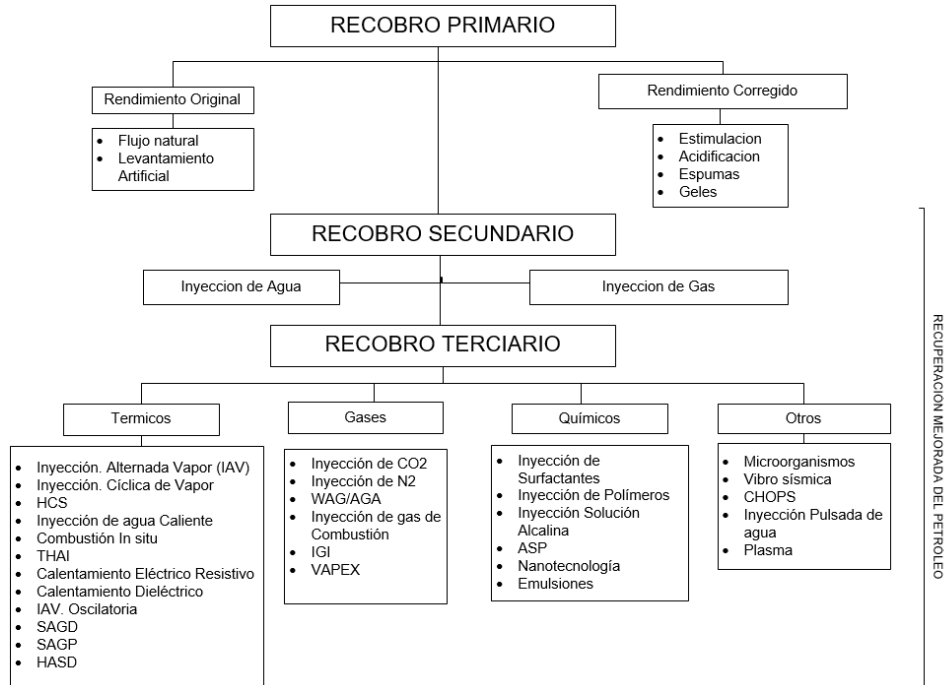 RECOBRO PRIMARIO
Rendimiento Original
• Flujo natural
• Levantamiento
Artificial
Rendimiento Corregido
• Estimulacion
• Acidificacion
• Espumas
• Geles
RECOBRO SECUNDARIO
Inyeccion de Agua
Inyeccion de Gas
RECOBRO TERCIARIO
Termicos
• Inyección. Alternada Vapor (IAV)
• Inyección. Cíclica de Vapor
• HCS
• Inyección de agua Caliente
• Combustión In situ
• THAI
• Calentamiento Eléctrico Resistivo
• Calentamiento Dieléctrico
• IAV. Oscilatoria
• SAGD
• SAGP
• HASD
Gases
• Inyección de CO2
• Inyección de N2
• WAG/AGA
• Inyección de gas de
Combustión
• IGI
• VAPEX
Químicos
• Inyección de
Surfactantes
• Inyección de Polímeros
• Inyección Solución
Alcalina
• ASP
• Nanotecnología
• Emulsiones
Otros
• Microorganismos
• Vibro sísmica
• CHOPS
• Inyección Pulsada de
agua
• Plasma
RECUPERACION MEJORADA DEL PETROLEO